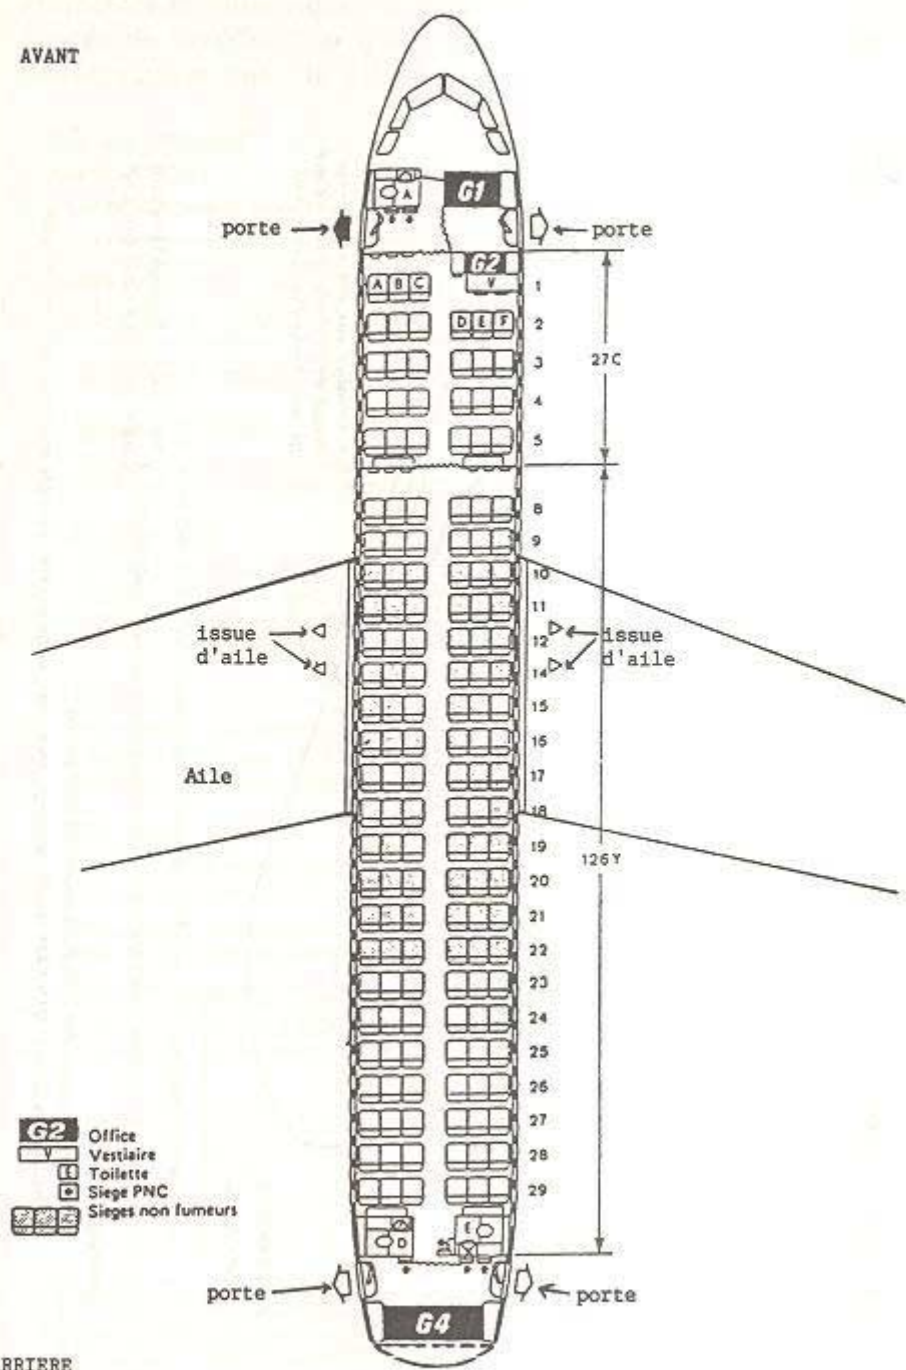 AVANT
A
G1
porte
porte
G2
A B C
V
1
D E F
2
3
27C
4
5
8
9
10
11
issue
d'aile
12
issue
d'aile
14
15
16
Aile
17
18
19
126Y
20
21
22
23
24
25
26
27
28
29
G2 Office
V Vestiaire
E Toilette
Siege PNC
Sieges non fumeurs
D
E
porte
porte
G4
RRIERE